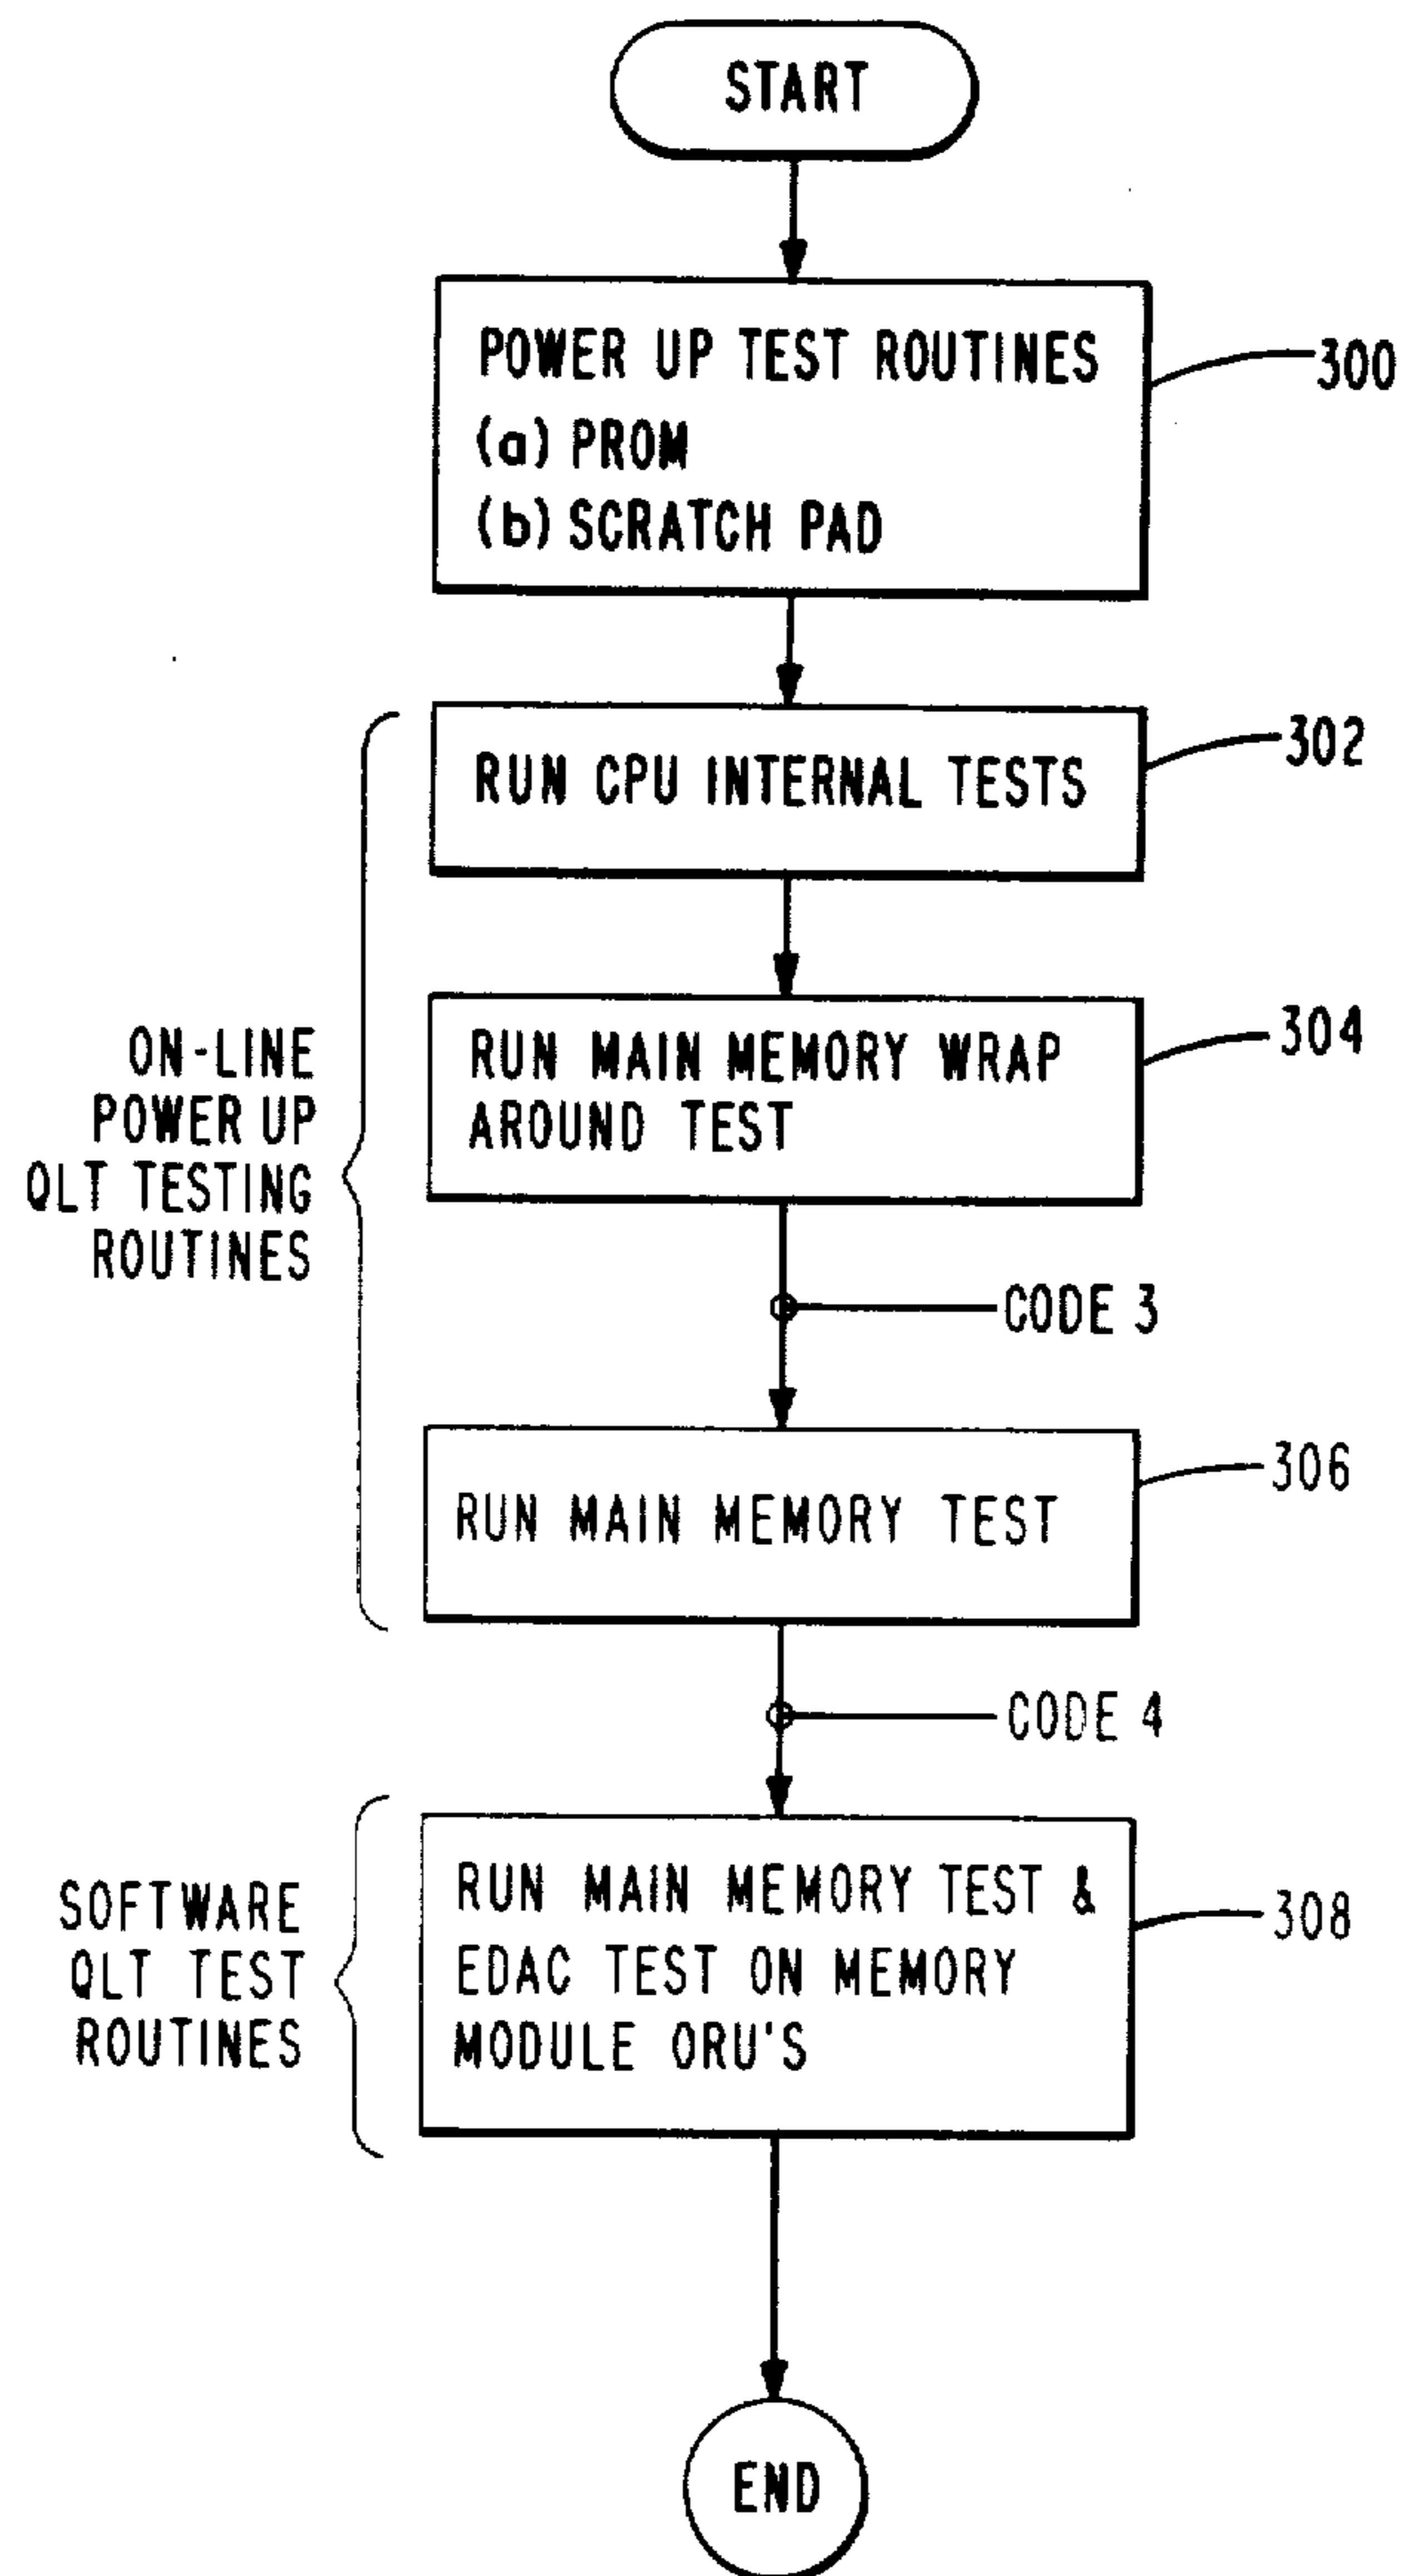 START
POWER UP TEST ROUTINES
(a) PROM
(b) SCRATCH PAD
300
RUN CPU INTERNAL TESTS
302
ON-LINE
POWER UP
QLT TESTING
ROUTINES
RUN MAIN MEMORY WRAP
AROUND TEST
304
CODE 3
RUN MAIN MEMORY TEST
306
CODE 4
SOFTWARE
QLT TEST
ROUTINES
RUN MAIN MEMORY TEST &
EDAC TEST ON MEMORY
MODULE ORU'S
308
END